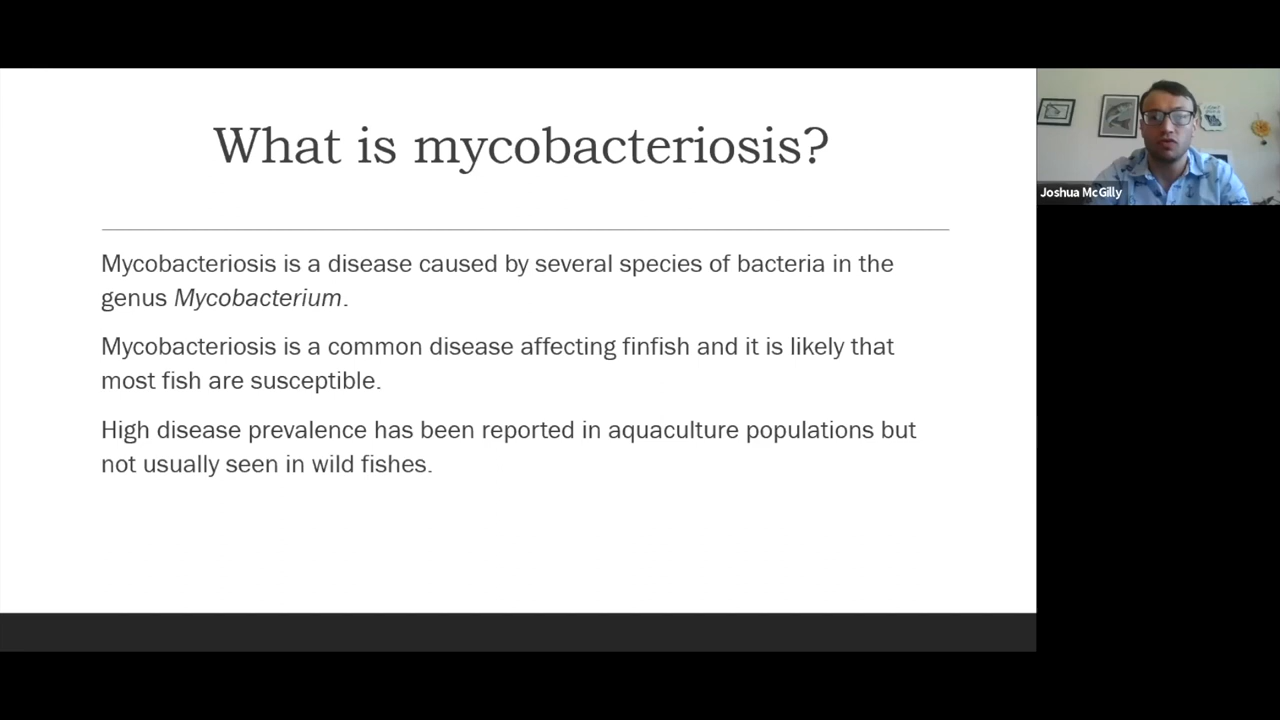 What is mycobacteriosis?
Mycobacteriosis is a disease caused by several species of bacteria in the
genus Mycobacterium.
Mycobacteriosis is a common disease affecting finfish and it is likely that
most fish are susceptible.
High disease prevalence has been reported in aquaculture populations but
not usually seen in wild fishes.
Joshua McGilly